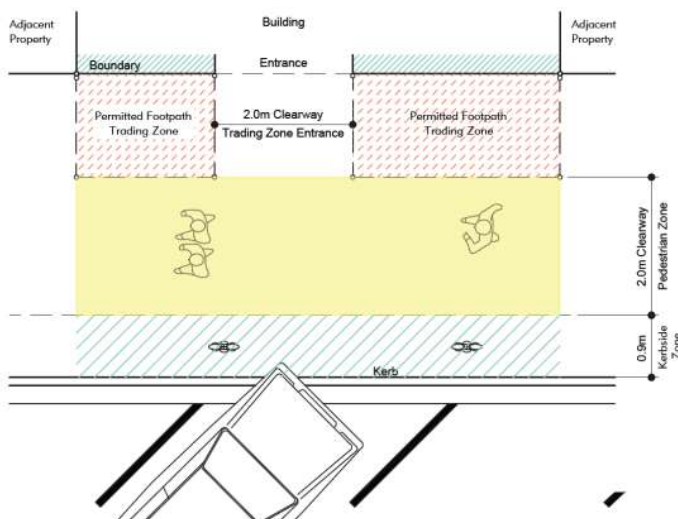 Adjacent
Property
Building
Adjacent
Property
Boundary
Entrance
Permitted Footpath
Trading Zone
2.0m Clearway
Trading Zone Entrance
Permitted Footpath
Trading Zone
2.0m Clearway
Pedestrian Zone
0.9m
Kerbside
Zone
Kerb